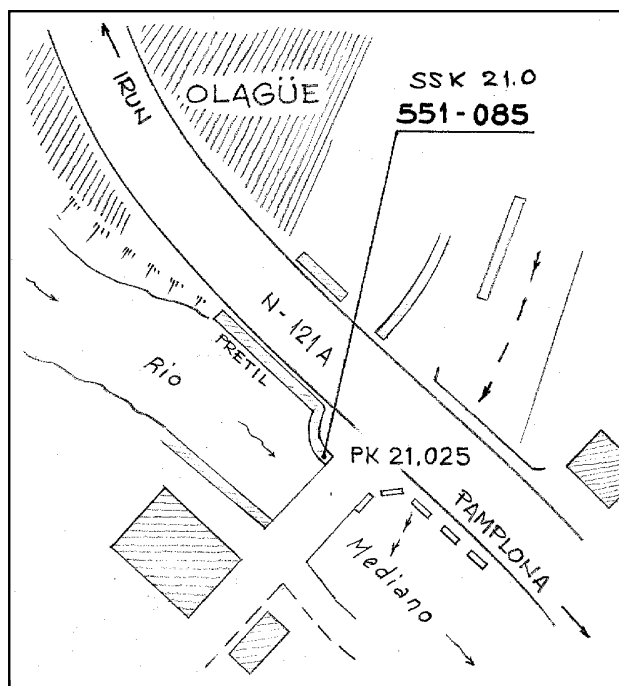 IRUN
OLAGÜE
SSK 21.0
551-085
N-121A
PRETIL
RIO
PK 21,025
PAMPLONA
Mediano